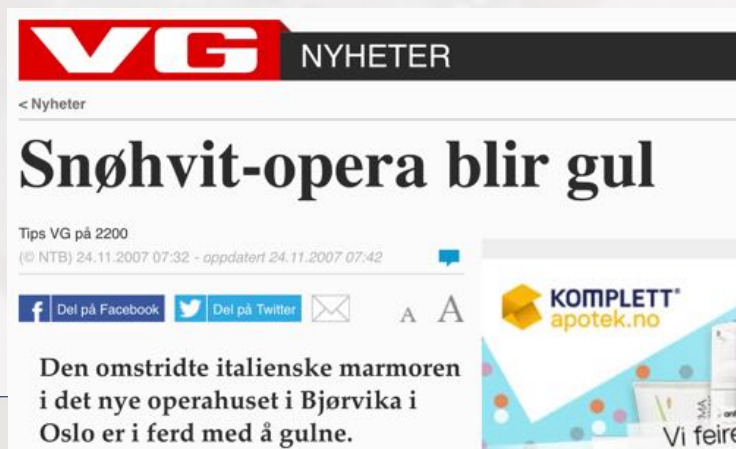 VG NYHETER
< Nyheter
Snøhvit-opera blir gul
Tips VG på 2200
(© NTB) 24.11.2007 07:32 - oppdatert 24.11.2007 07:42
f Del på Facebook Del på Twitter A A
Den omstridte italienske marmoren
i det nye operahuset i Bjørvika i
Oslo er i ferd med å gulne.
KOMPLETT
apotek.no
Vi feire